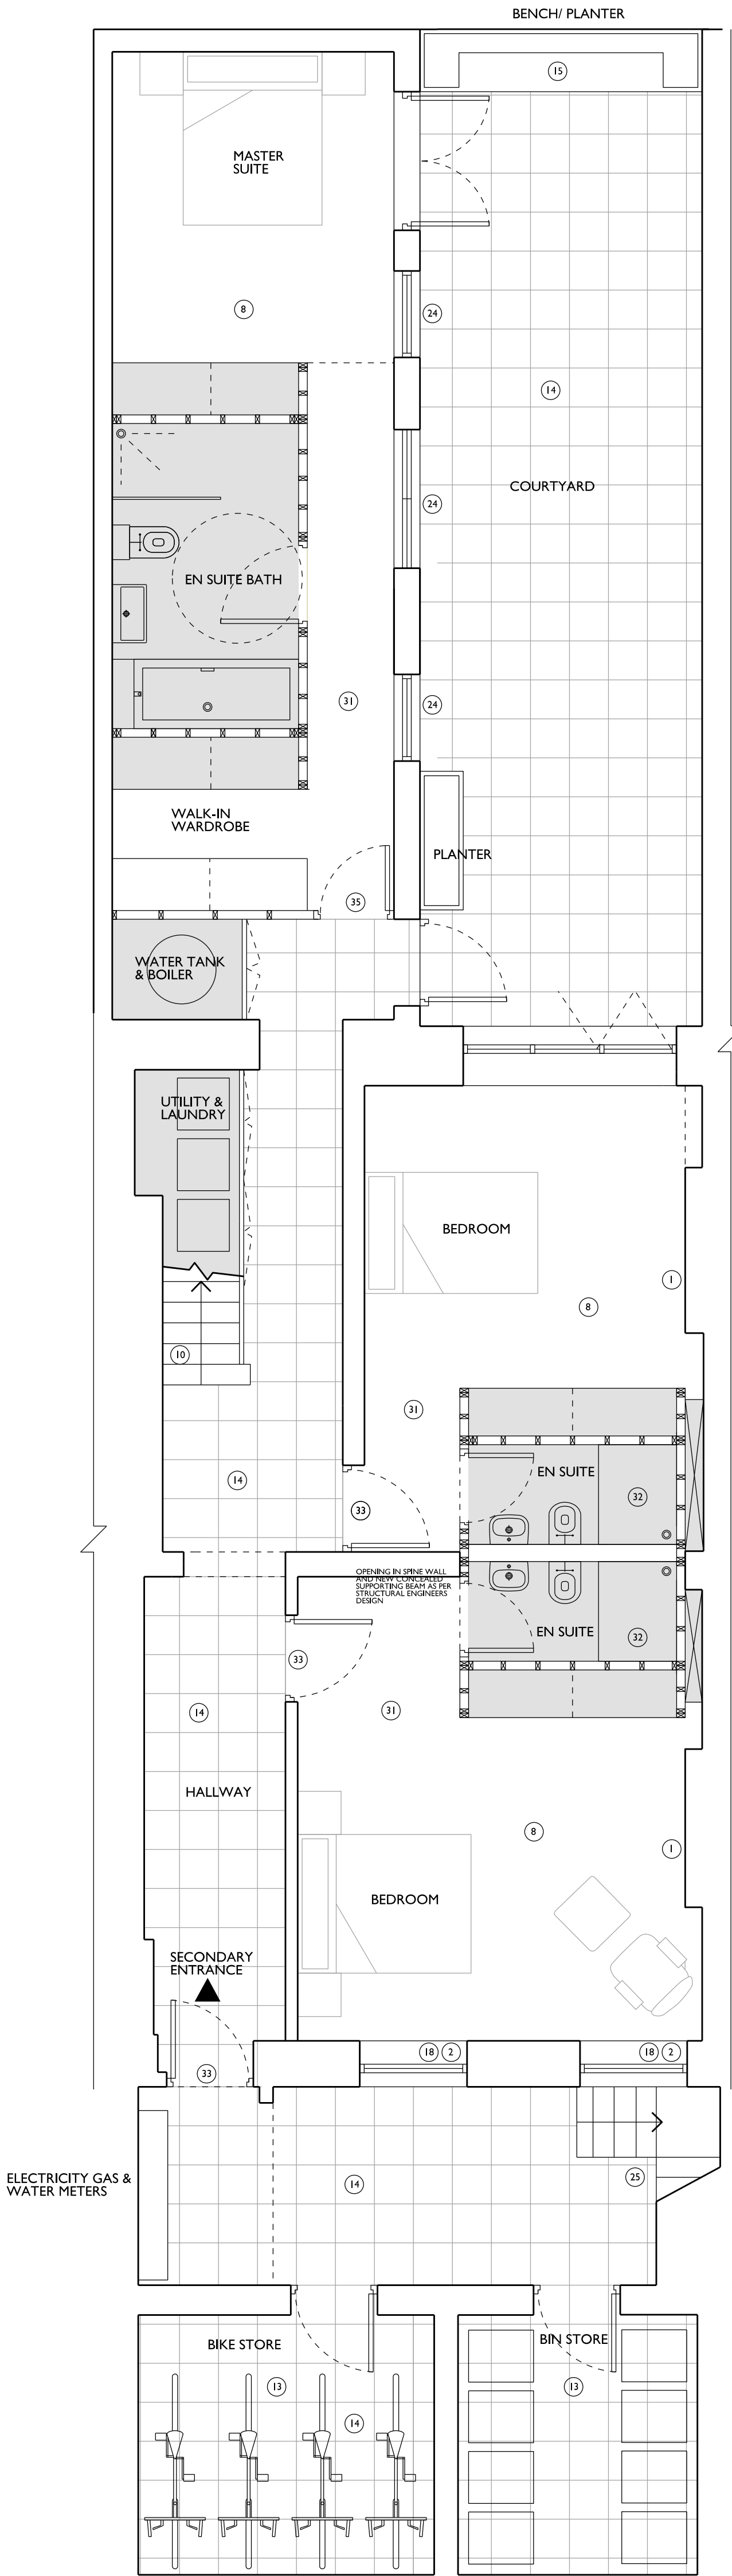 BENCH/ PLANTER
15
MASTER
SUITE
8
24
14
24
COURTYARD
EN SUITE BATH
31
24
WALK-IN
WARDROBE
PLANTER
35
WATER TANK
& BOILER
UTILITY &
LAUNDRY
BEDROOM
1
8
10
31
14
EN SUITE
32
33
OPENING IN SPINE WALL
AND NEW CONCEALED
SUPPORTING BEAM AS PER
STRUCTURAL ENGINEERS
DESIGN
EN SUITE
32
33
31
14
HALLWAY
8
1
BEDROOM
SECONDARY
ENTRANCE
33
18 2
18 2
ELECTRICITY GAS &
WATER METERS
14
25
BIKE STORE
BIN STORE
13
13
14